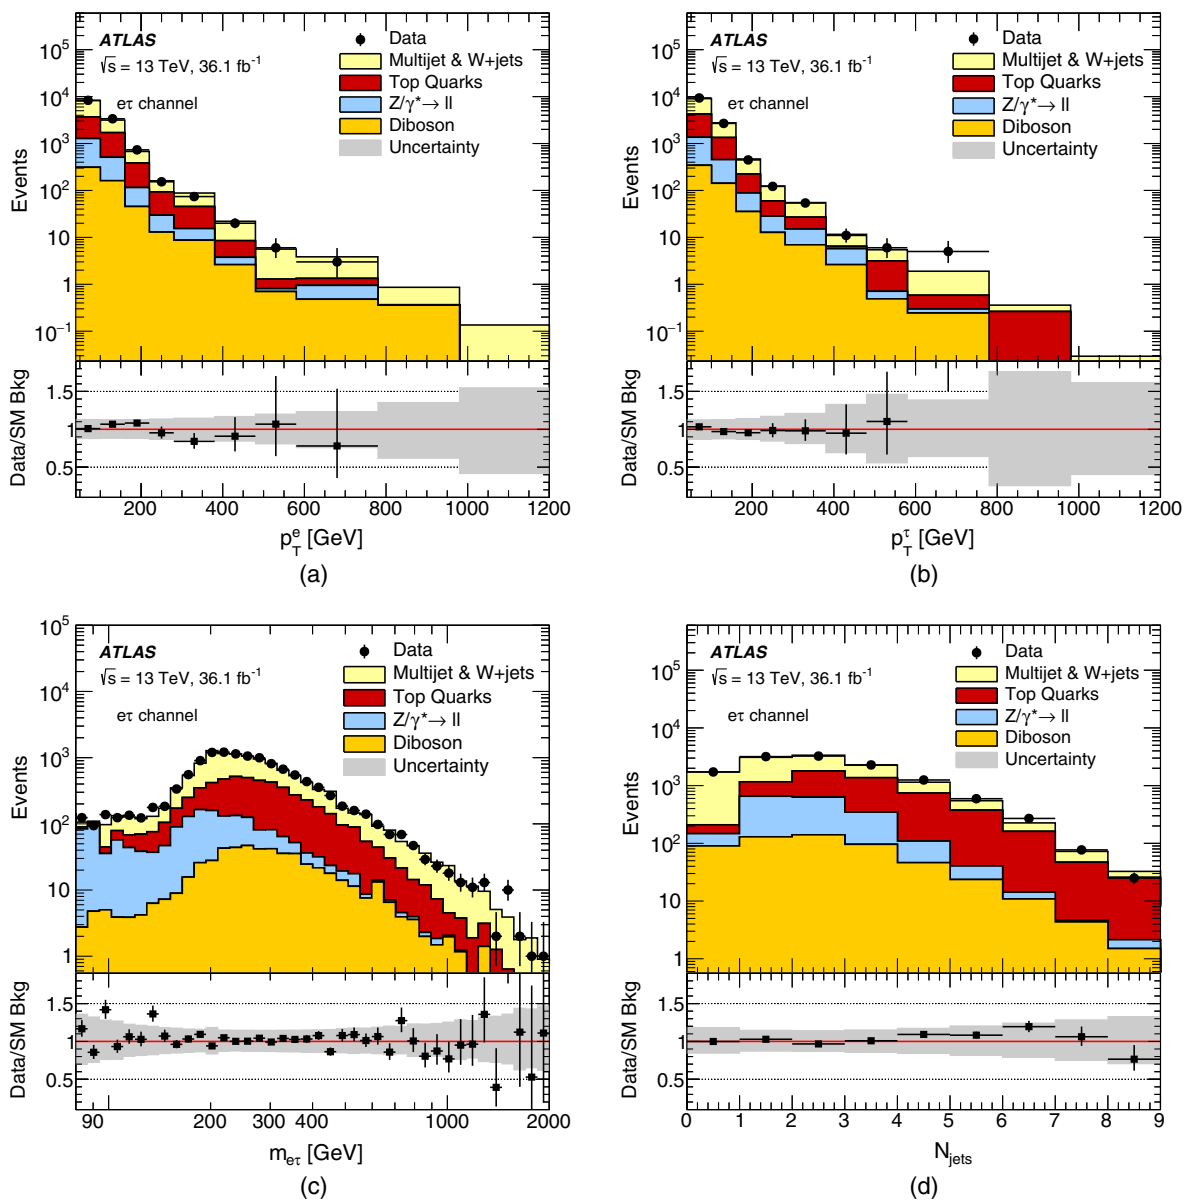 (a)
ATLAS
√s = 13 TeV, 36.1 fb⁻¹
eτ channel
Data
Multijet & W+jets
Top Quarks
Z/γ*→ ll
Diboson
Uncertainty
Events
10⁵
10⁴
10³
10²
10
1
10⁻¹
Data/SM Bkg
1.5
1
0.5
200 400 600 800 1000 1200
p_T^e [GeV]
(a)
ATLAS
√s = 13 TeV, 36.1 fb⁻¹
eτ channel
Data
Multijet & W+jets
Top Quarks
Z/γ*→ ll
Diboson
Uncertainty
Events
10⁵
10⁴
10³
10²
10
1
10⁻¹
Data/SM Bkg
1.5
1
0.5
200 400 600 800 1000 1200
p_T^τ [GeV]
(b)
ATLAS
√s = 13 TeV, 36.1 fb⁻¹
eτ channel
Data
Multijet & W+jets
Top Quarks
Z/γ*→ ll
Diboson
Uncertainty
Events
10⁵
10⁴
10³
10²
10
1
Data/SM Bkg
1.5
1
0.5
90 200 300 400 1000 2000
m_eτ [GeV]
(c)
ATLAS
√s = 13 TeV, 36.1 fb⁻¹
eτ channel
Data
Multijet & W+jets
Top Quarks
Z/γ*→ ll
Diboson
Uncertainty
Events
10⁵
10⁴
10³
10²
10
1
Data/SM Bkg
1.5
1
0.5
0 1 2 3 4 5 6 7 8 9
N_jets
(d)